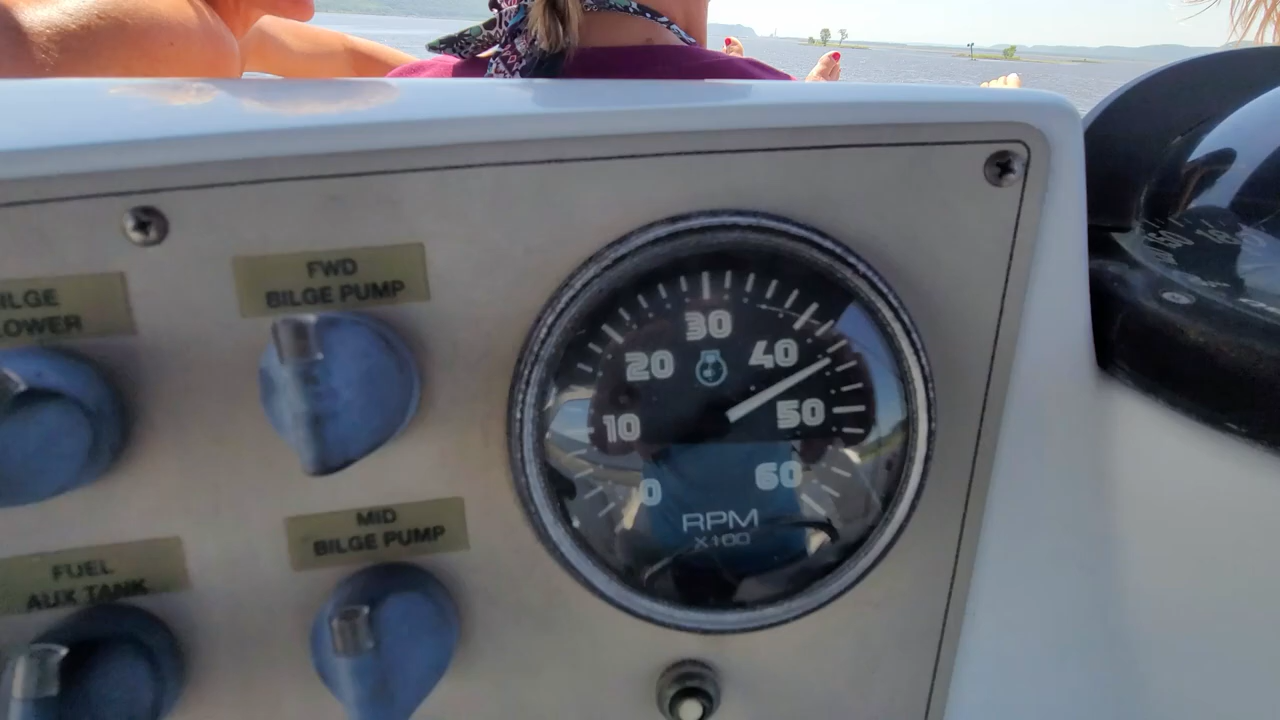 FWD
BILGE PUMP
ILGE
LOWER
30
20
40
50
10
60
0
RPM
X100
MID
BILGE PUMP
FUEL
AUX TANK